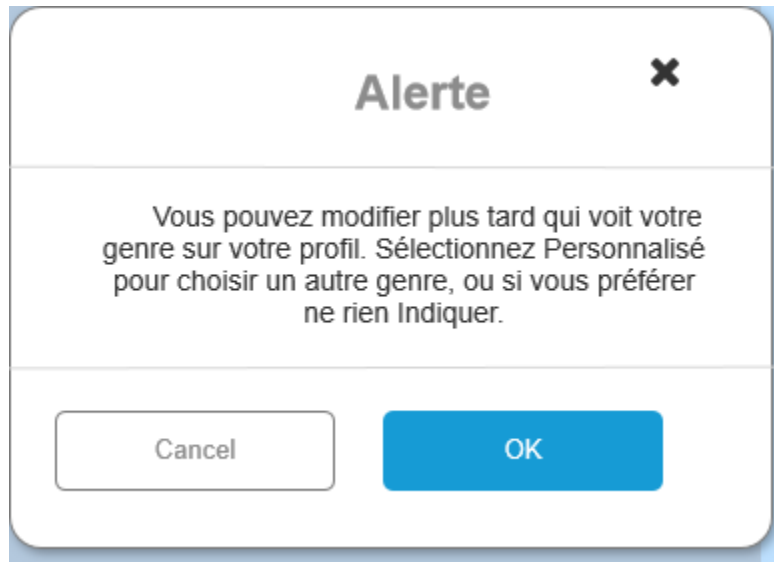 Alerte
Vous pouvez modifier plus tard qui voit votre
genre sur votre profil. Sélectionnez Personnalisé
pour choisir un autre genre, ou si vous préférer
ne rien Indiquer.
Cancel
OK